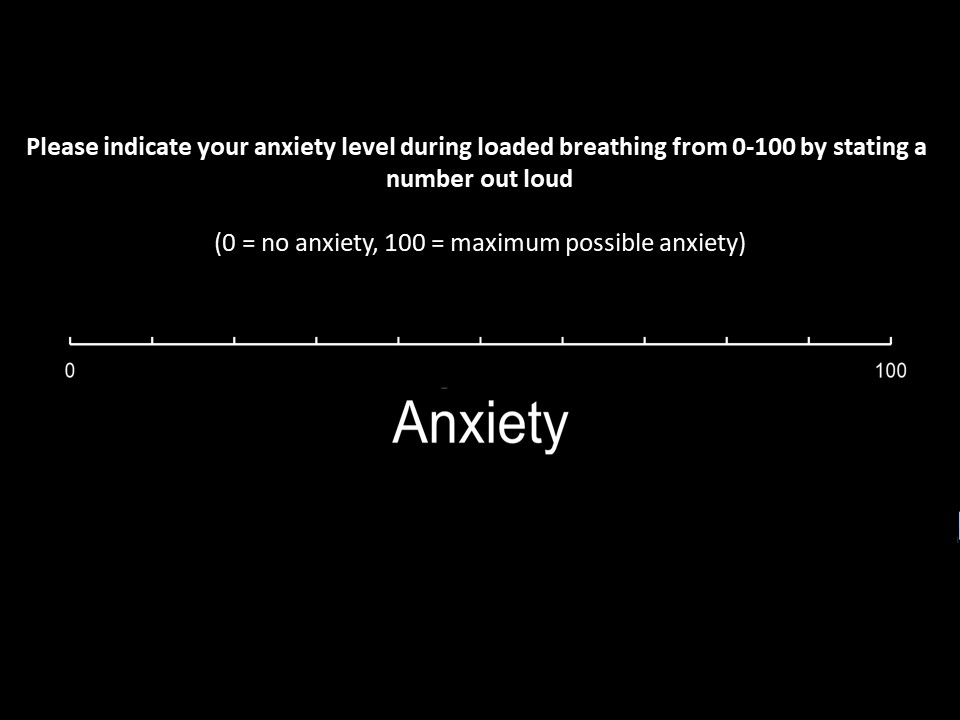 Please indicate your anxiety level during loaded breathing from 0-100 by stating a
number out loud
(0 = no anxiety, 100 = maximum possible anxiety)
0 100
Anxiety